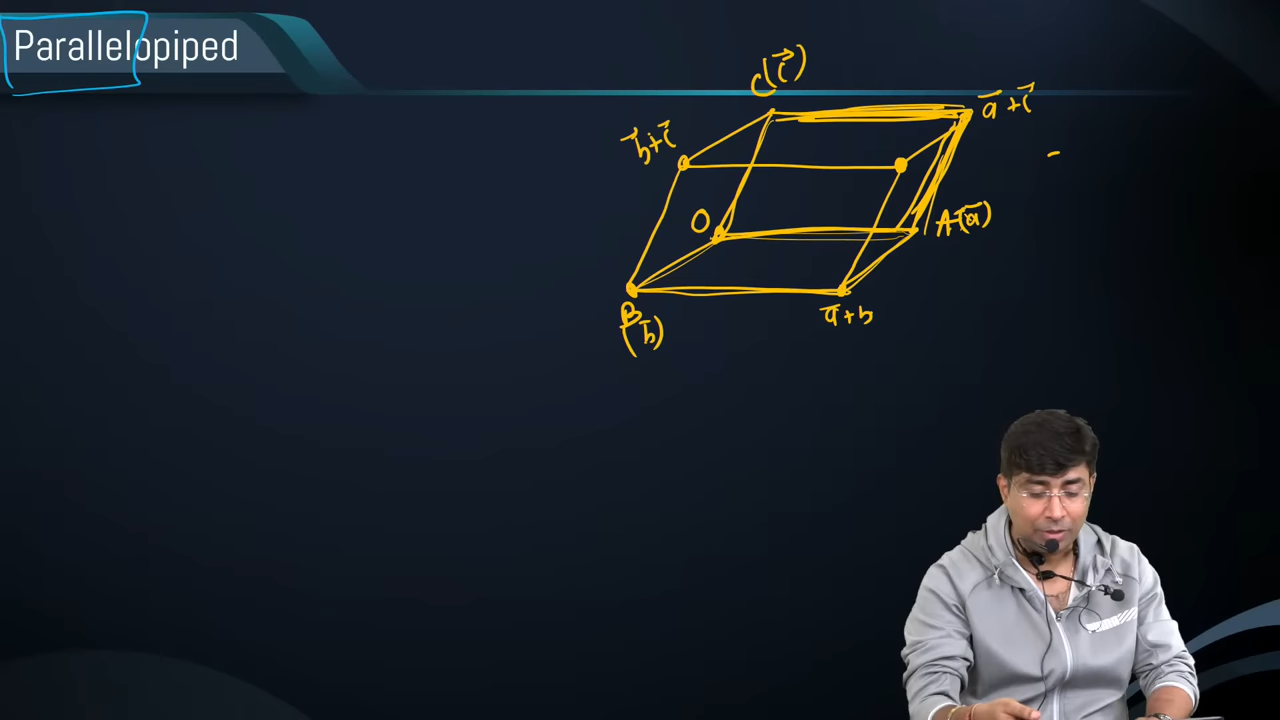 Parallelopiped
C(c⃗)
a̅ + c⃗
b⃗ + c⃗
O
A(a̅)
B
(b̅)
a̅ + b